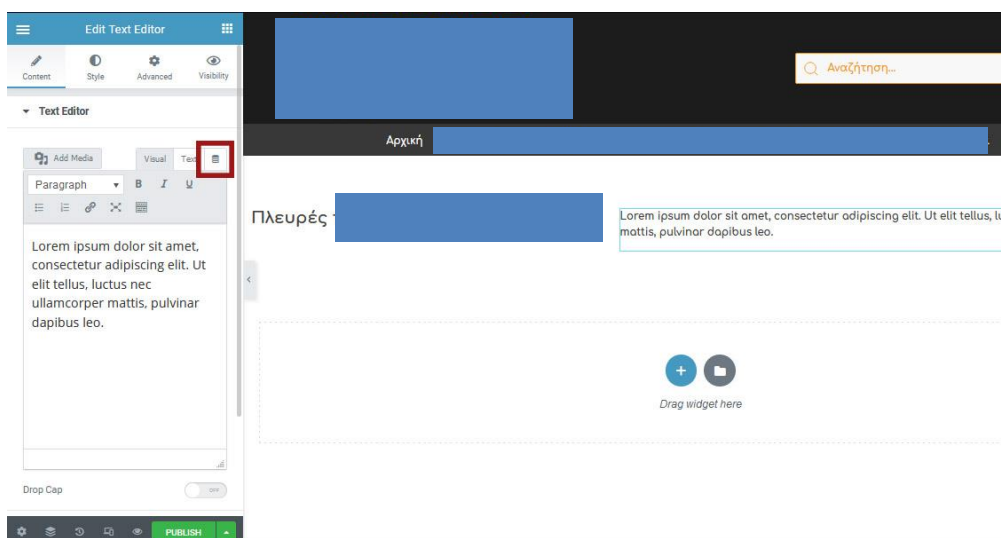 Edit Text Editor
Content
Style
Advanced
Visibility
Text Editor
Add Media
Visual
Paragraph
B
I
U
Lorem ipsum dolor sit amet,
consectetur adipiscing elit. Ut
elit tellus, luctus nec
ullamcorper mattis, pulvinar
dapibus leo.
Drop Cap
OFF
PUBLISH
Αναζήτηση...
Αρχική
Πλευρές
Lorem ipsum dolor sit amet, consectetur adipiscing elit. Ut elit tellus,
mattis, pulvinar dapibus leo.
Drag widget here